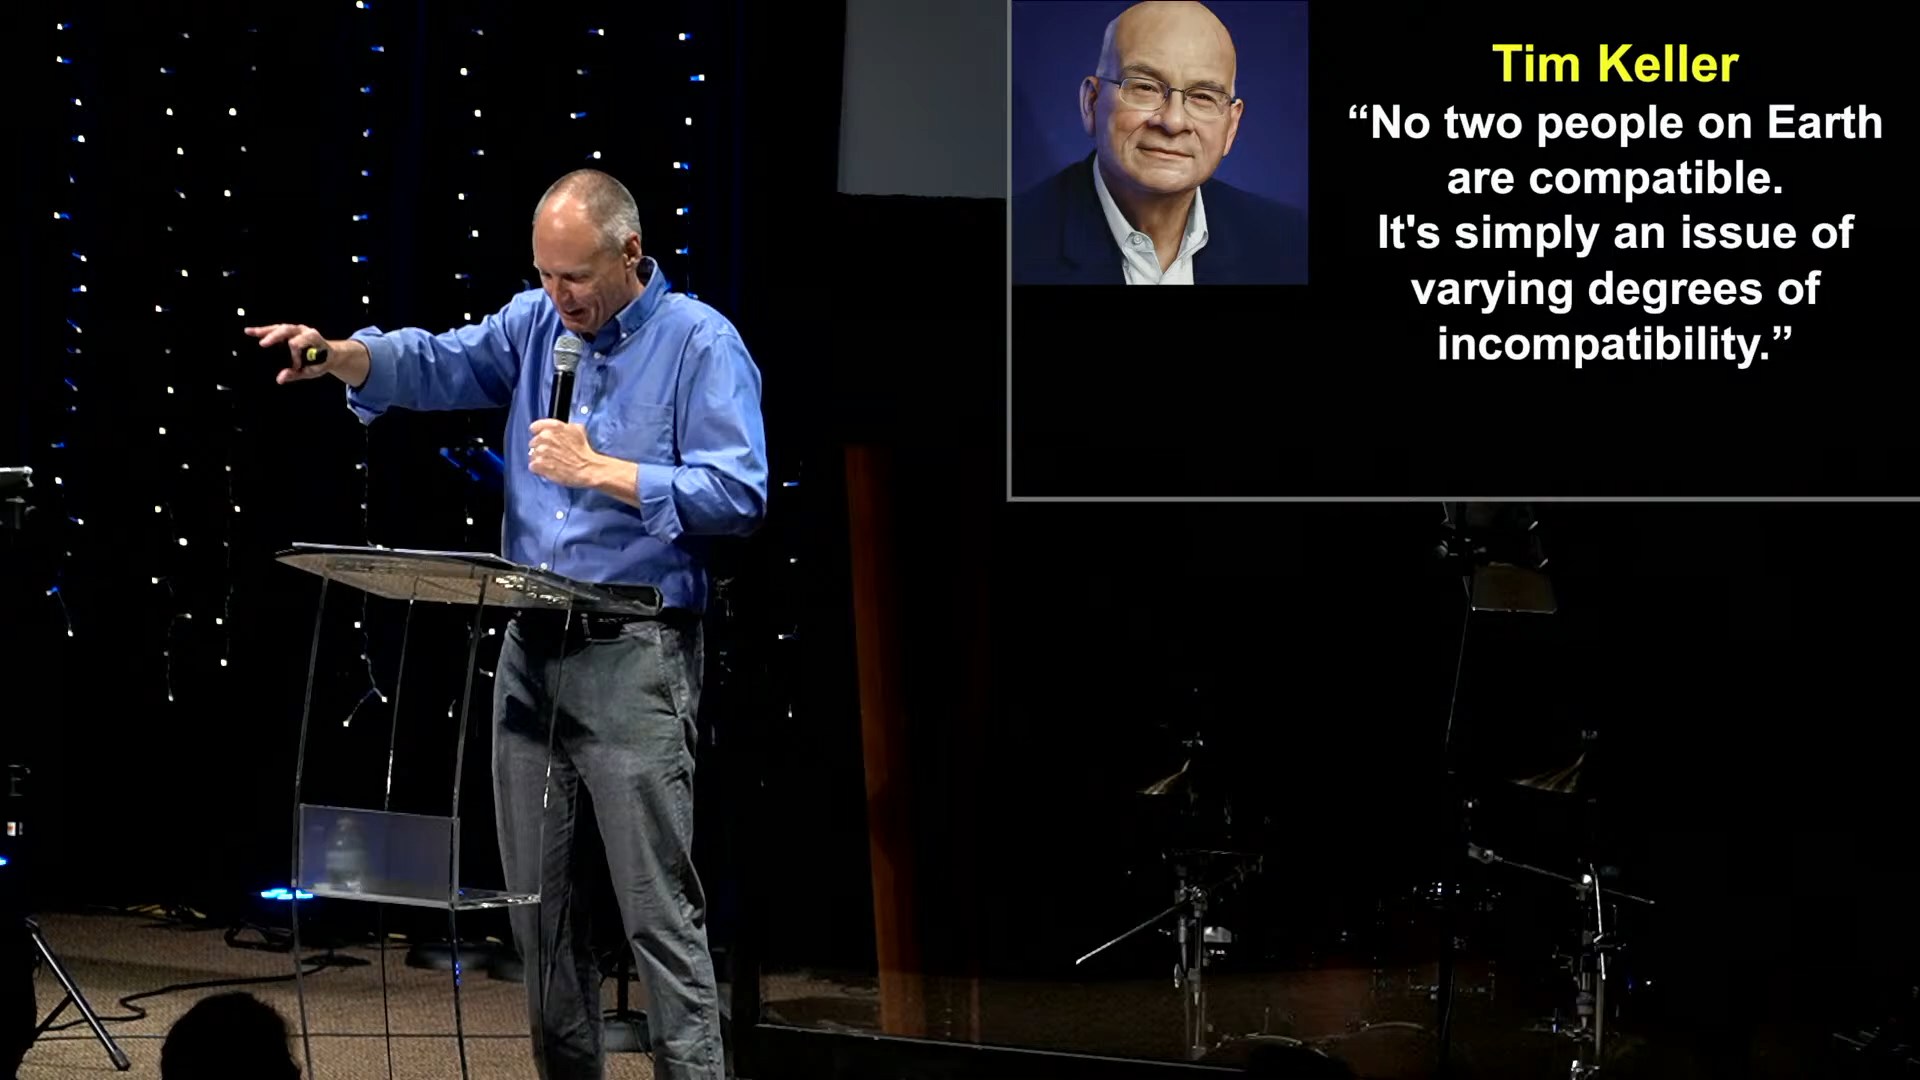 Tim Keller
“No two people on Earth
are compatible.
It's simply an issue of
varying degrees of
incompatibility.”